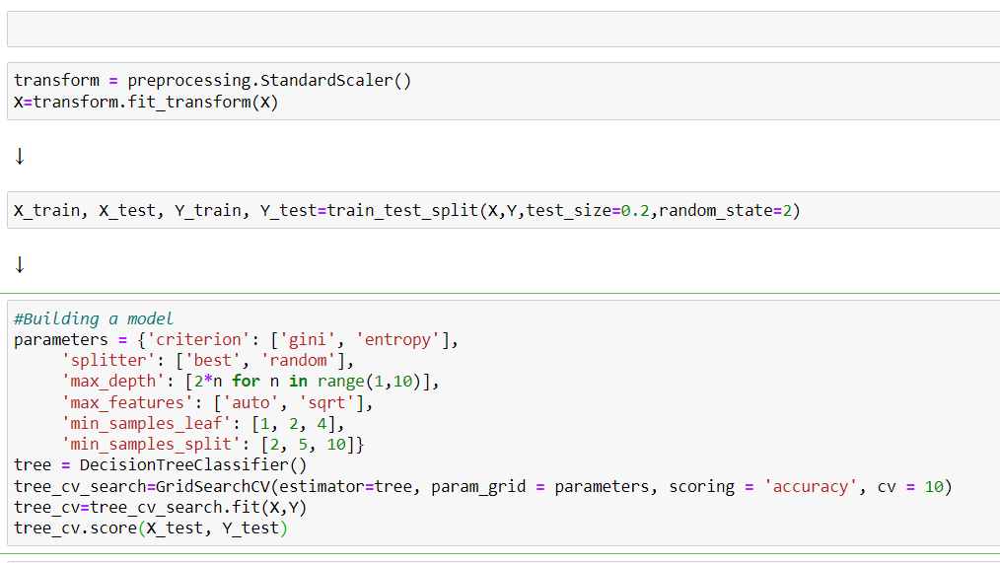 transform = preprocessing.StandardScaler()
X=transform.fit_transform(X)
↓
X_train, X_test, Y_train, Y_test=train_test_split(X,Y,test_size=0.2,random_state=2)
↓
#Building a model
parameters = {'criterion': ['gini', 'entropy'],
     'splitter': ['best', 'random'],
     'max_depth': [2*n for n in range(1,10)],
     'max_features': ['auto', 'sqrt'],
     'min_samples_leaf': [1, 2, 4],
     'min_samples_split': [2, 5, 10]}
tree = DecisionTreeClassifier()
tree_cv_search=GridSearchCV(estimator=tree, param_grid = parameters, scoring = 'accuracy', cv = 10)
tree_cv=tree_cv_search.fit(X,Y)
tree_cv.score(X_test, Y_test)